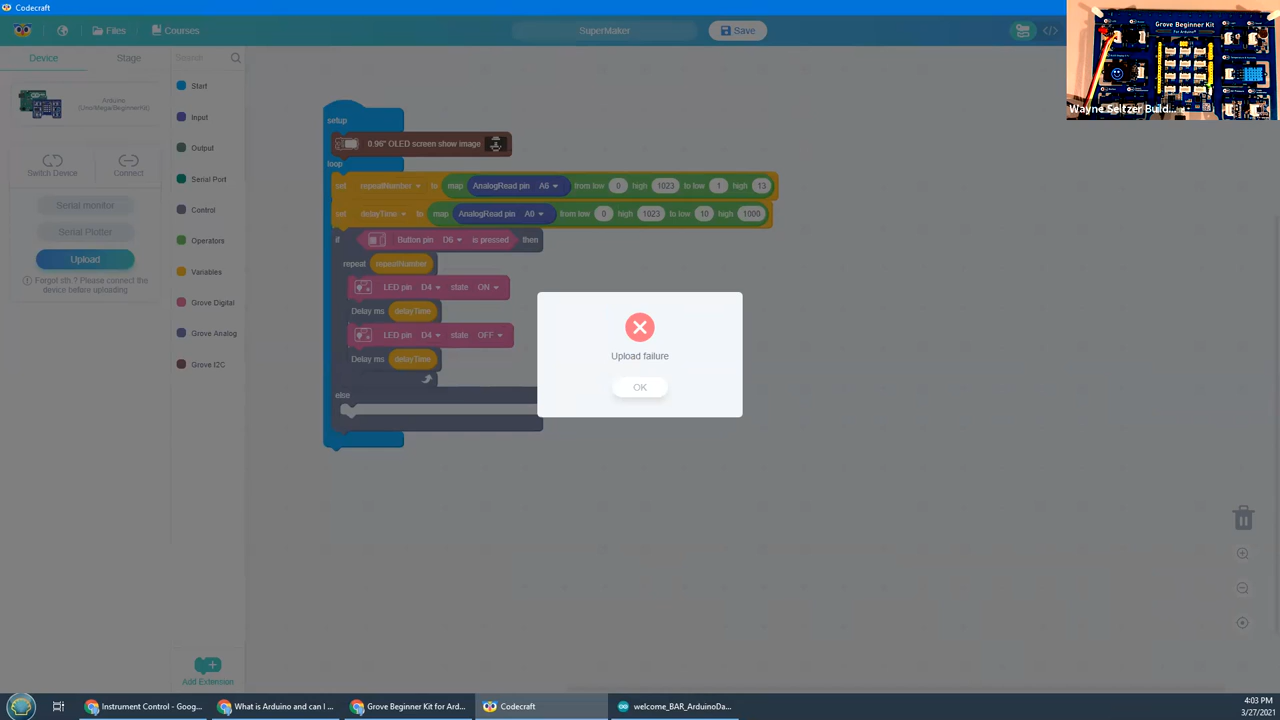 Codecraft
Files
Courses
SuperMaker
Save
Grove Beginner Kit
For Arduino
Wayne Seltzer Build...
Device
Stage
Search
Arduino
(Uno/Mega/BeginnerKit)
Switch Device
Connect
Serial monitor
Serial Plotter
Upload
Forgot sth ? Please connect the
device before uploading
Start
Input
Output
Serial Port
Control
Operators
Variables
Grove Digital
Grove Analog
Grove I2C
Add Extension
setup
0.96" OLED screen show image
loop
set repeatNumber to map AnalogRead pin A6 from low 0 high 1023 to low 1 high 13
set delayTime to map AnalogRead pin A0 from low 0 high 1023 to low 10 high 1000
if Button pin D6 is pressed then
repeat repeatNumber
LED pin D4 state ON
Delay ms delayTime
LED pin D4 state OFF
Delay ms delayTime
else
Upload failure
OK
Instrument Control - Goog...
What is Arduino and can I ...
Grove Beginner Kit for Ard...
Codecraft
welcome_BAR_ArduinoDa...
4:03 PM
3/27/2021